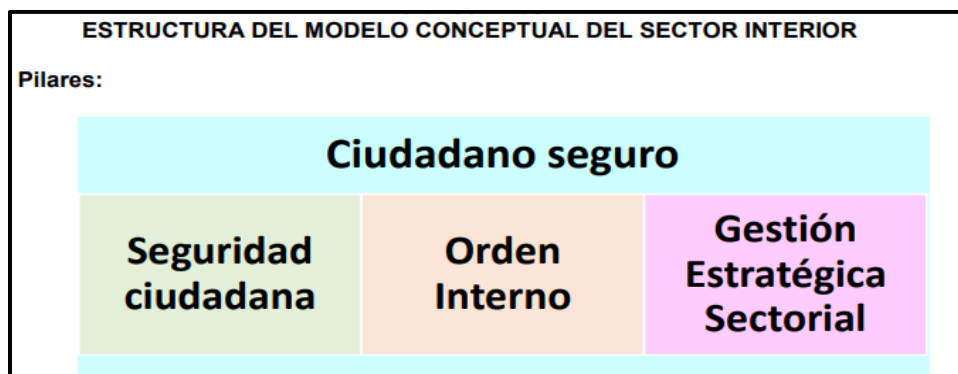 ESTRUCTURA DEL MODELO CONCEPTUAL DEL SECTOR INTERIOR
Pilares:
Ciudadano seguro
Seguridad
ciudadana
Orden
Interno
Gestión
Estratégica
Sectorial